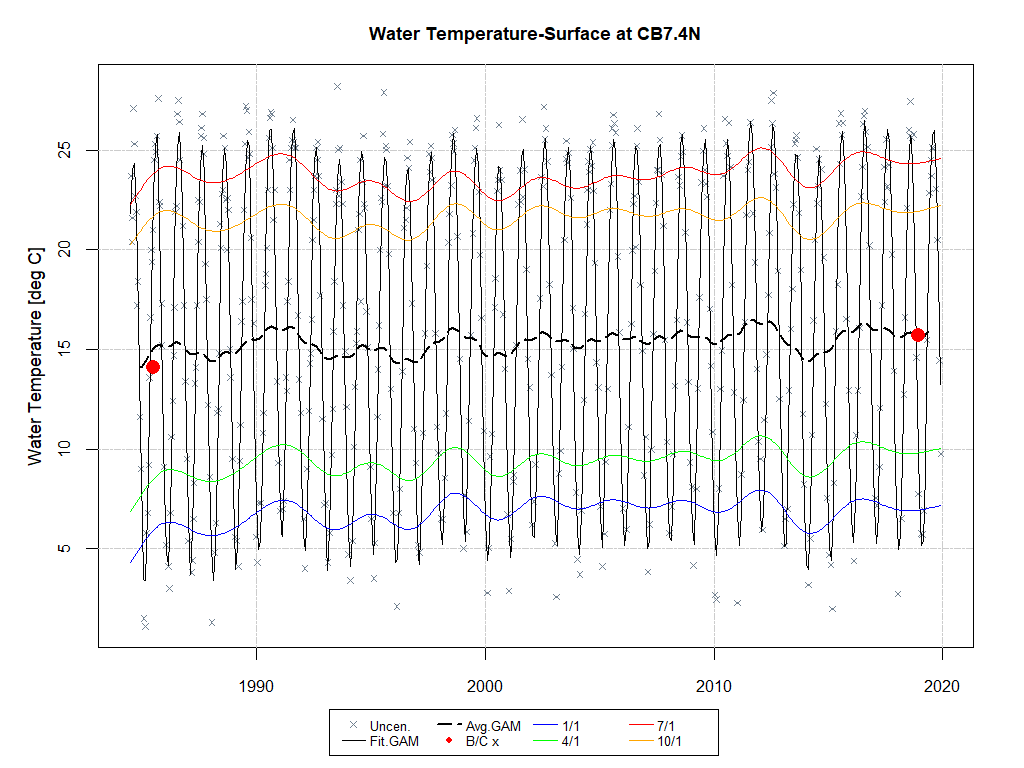 Water Temperature-Surface at CB7.4N
Water Temperature [deg C]
25
20
15
10
5
1990 2000 2010 2020
Uncen. Avg.GAM 1/1 7/1
Fit.GAM B/C x 4/1 10/1